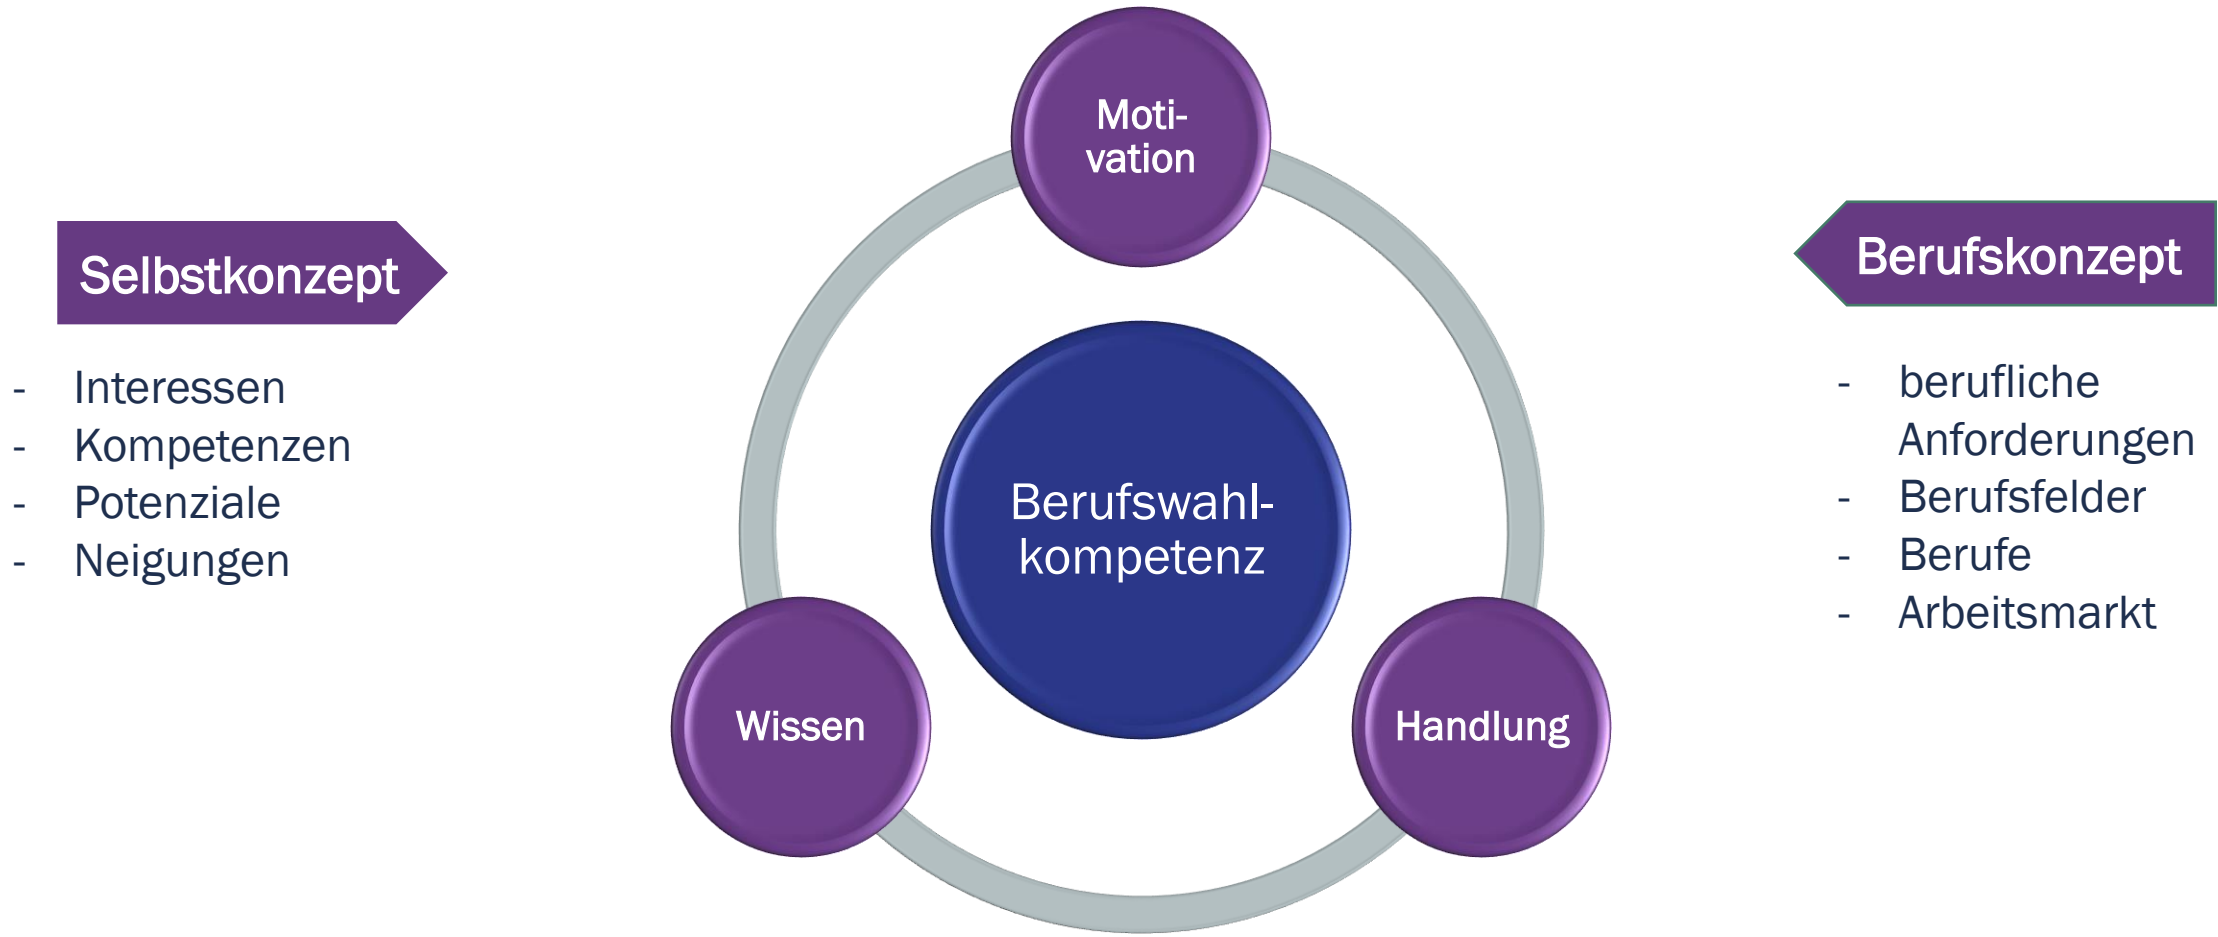 Selbstkonzept
- Interessen
- Kompetenzen
- Potenziale
- Neigungen
Moti-
vation
Berufswahl-
kompetenz
Wissen
Handlung
Berufskonzept
- berufliche
Anforderungen
- Berufsfelder
- Berufe
- Arbeitsmarkt